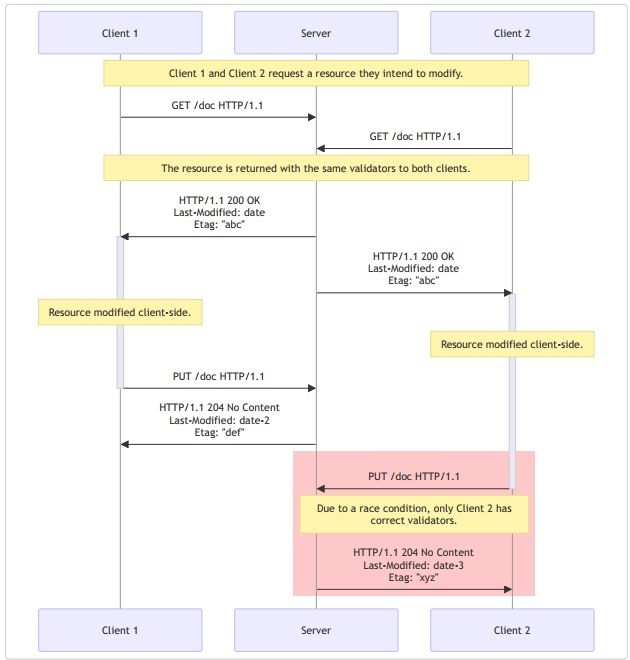 Client 1
Server
Client 2
Client 1 and Client 2 request a resource they intend to modify.
GET /doc HTTP/1.1
GET /doc HTTP/1.1
The resource is returned with the same validators to both clients.
HTTP/1.1 200 OK
Last-Modified: date
Etag: "abc"
HTTP/1.1 200 OK
Last-Modified: date
Etag: "abc"
Resource modified client-side.
Resource modified client-side.
PUT /doc HTTP/1.1
HTTP/1.1 204 No Content
Last-Modified: date-2
Etag: "def"
PUT /doc HTTP/1.1
Due to a race condition, only Client 2 has
correct validators.
HTTP/1.1 204 No Content
Last-Modified: date-3
Etag: "xyz"
Client 1
Server
Client 2